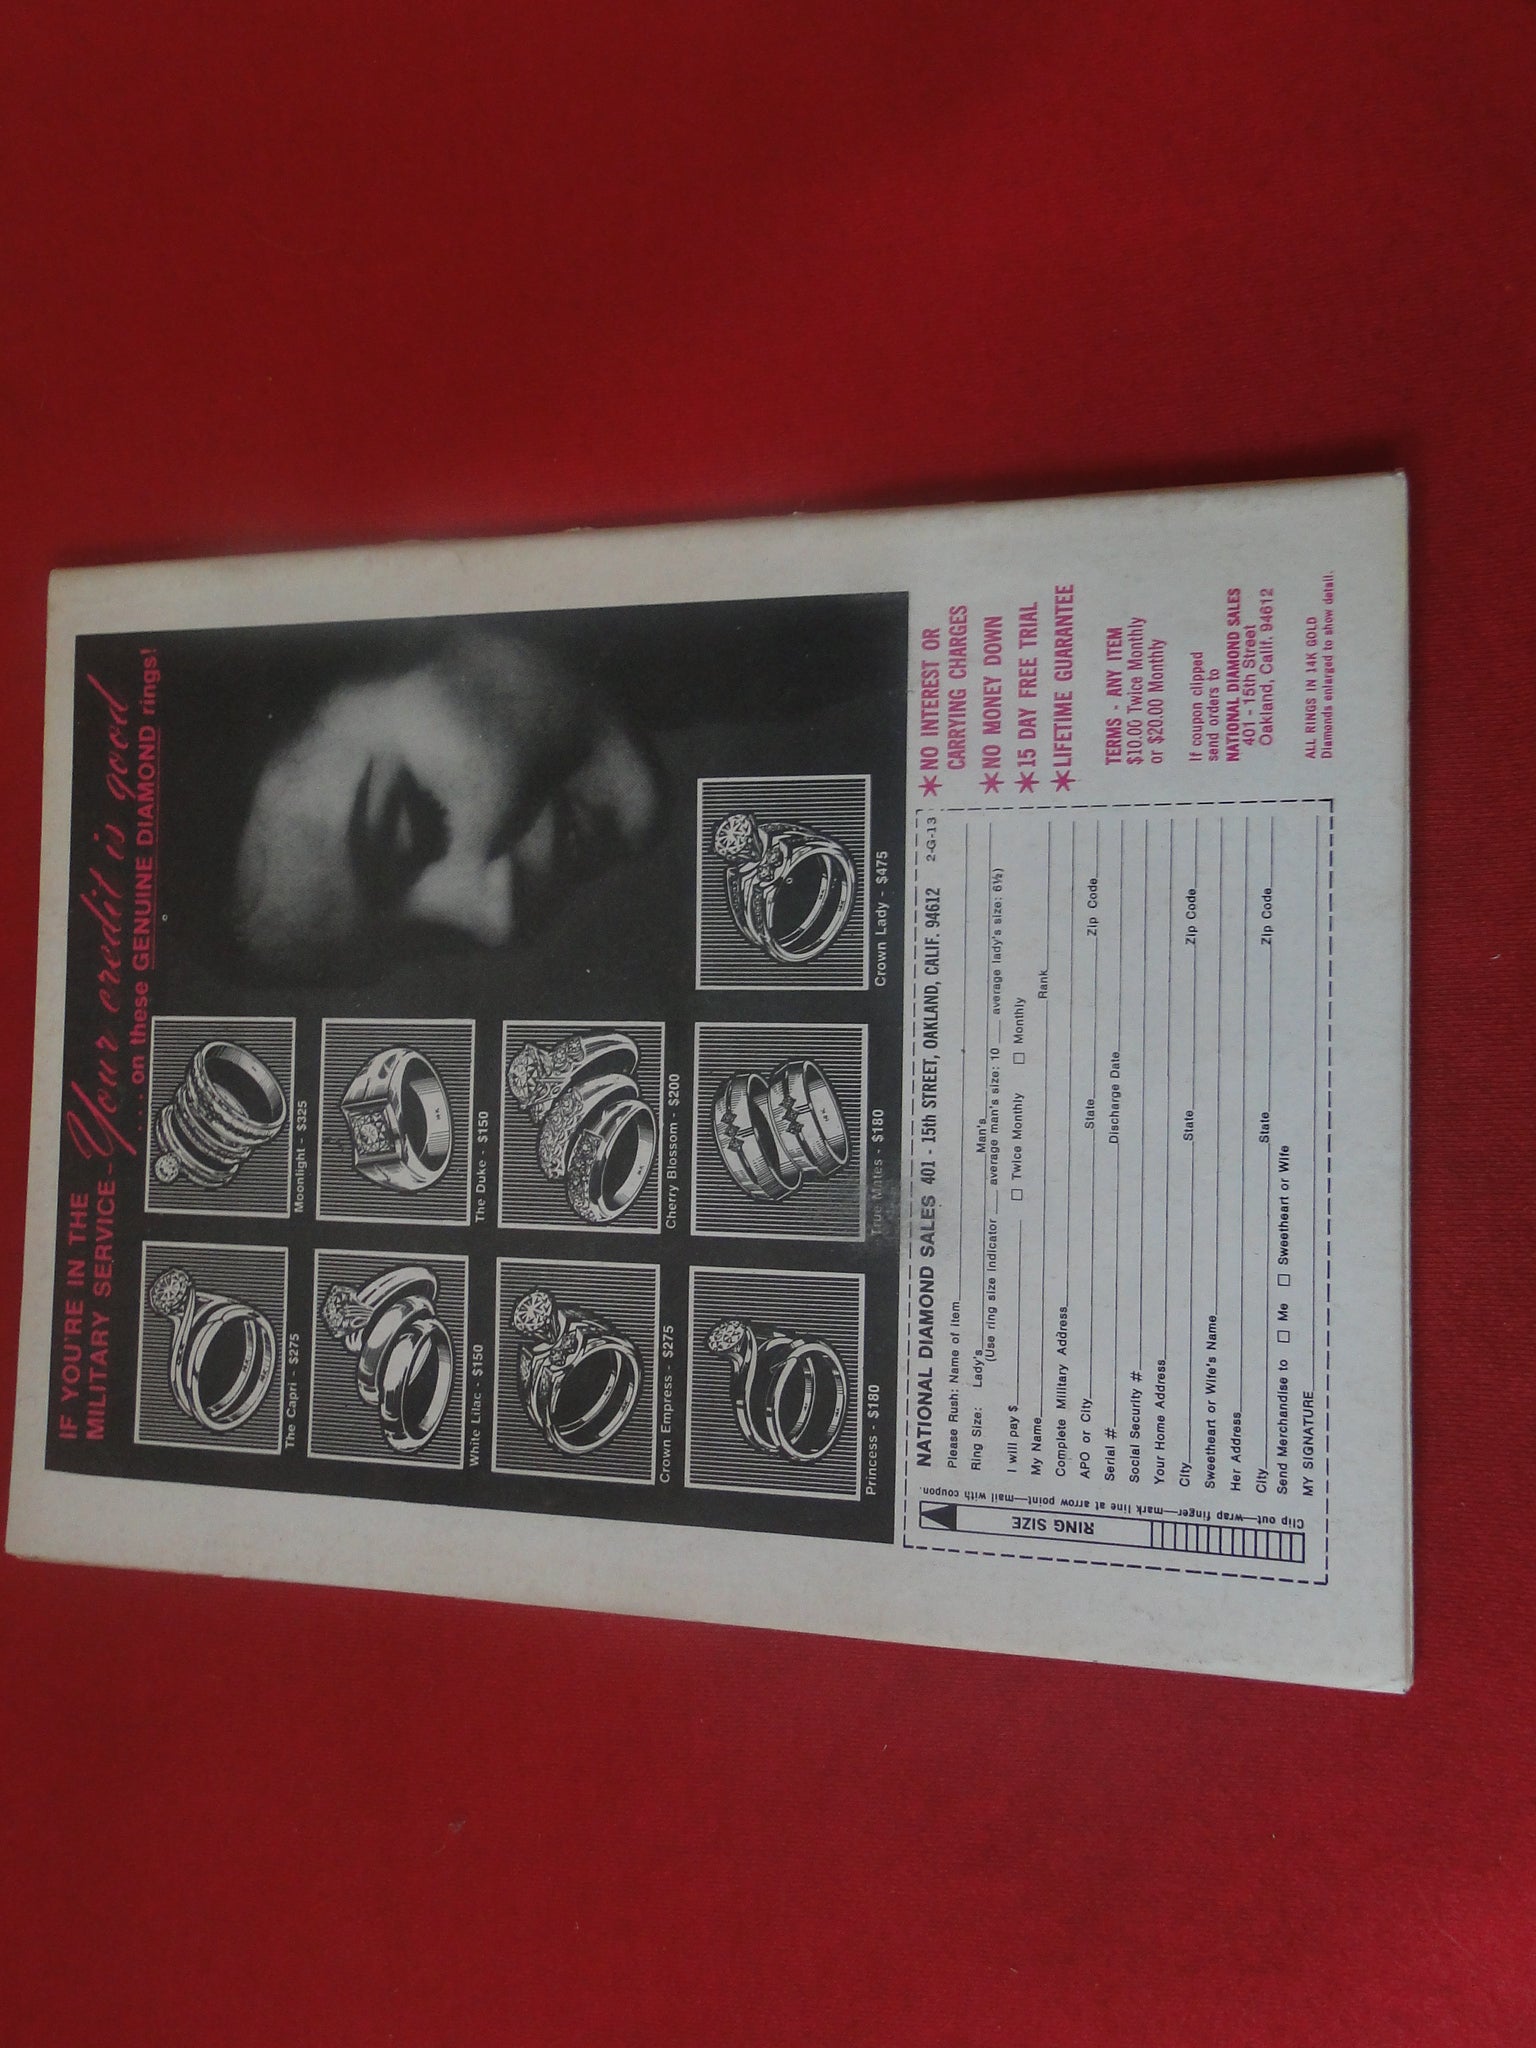 IF YOU'RE IN THE
MILITARY SERVICE-Your credit is good
....on these GENUINE DIAMOND rings!
The Capri - $275
Moonlight - $325
White Lilac - $150
14K
The Duke - $150
Crown Empress - $275
Cherry Blossom - $200
Princess - $180
14K
True Mates - $180
Crown Lady - $475
NATIONAL DIAMOND SALES 401 - 15th STREET, OAKLAND, CALIF. 94612 2-G-13
Please Rush: Name of item
Ring Size: Lady's Man's
(Use ring size indicator ___ average man's size: 10 ___ average lady's size: 6½)
I will pay $ □ Twice Monthly □ Monthly
My Name Rank
Complete Military Address
APO or City State Zip Code
Serial # Discharge Date
Social Security #
Your Home Address
City State Zip Code
Sweetheart or Wife's Name
Her Address
City State Zip Code
Send Merchandise to □ Me □ Sweetheart or Wife
MY SIGNATURE
Clip out—wrap finger—mark line at arrow point—mail with coupon.
RING SIZE
* NO INTEREST OR
CARRYING CHARGES
* NO MONEY DOWN
* 15 DAY FREE TRIAL
* LIFETIME GUARANTEE
TERMS - ANY ITEM
$10.00 Twice Monthly
or $20.00 Monthly
If coupon clipped
send orders to
NATIONAL DIAMOND SALES
401 - 15th Street
Oakland, Calif. 94612
ALL RINGS IN 14K GOLD
Diamonds enlarged to show detail.